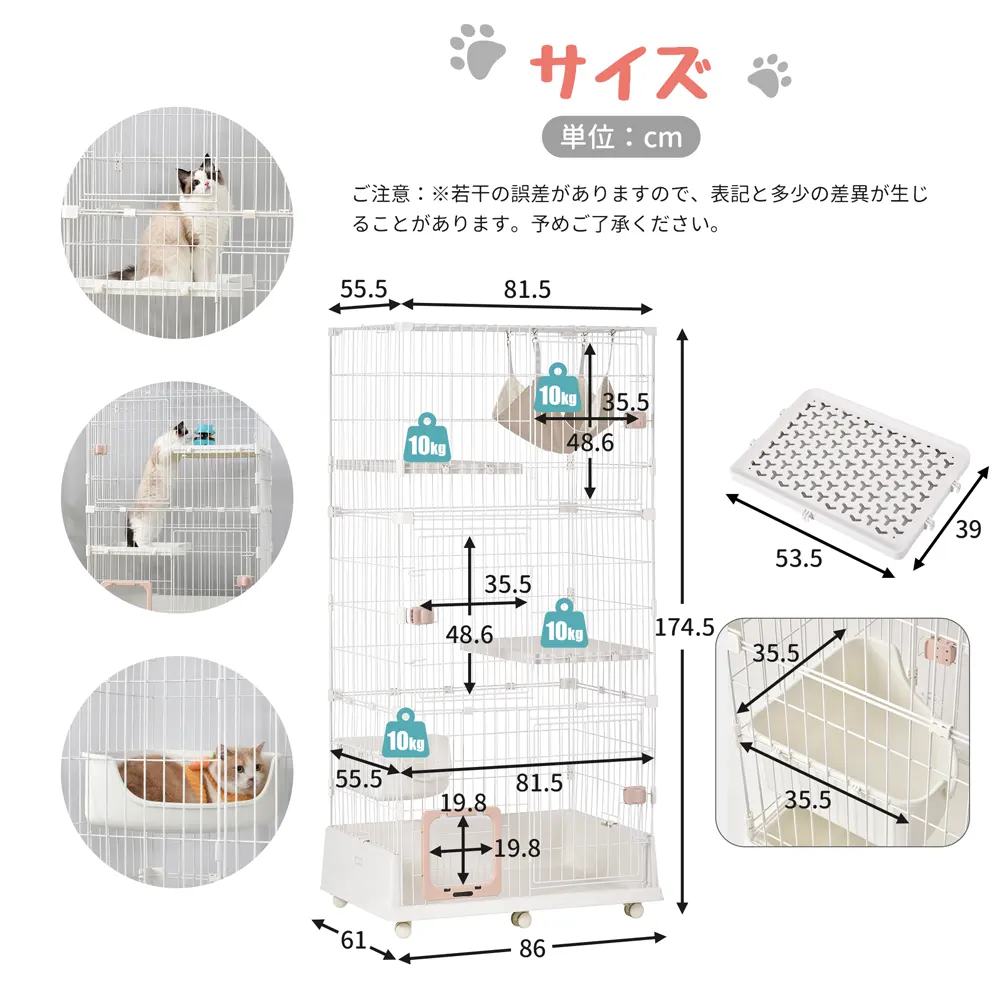 サイズ
単位：cm
ご注意：※若干の誤差がありますので、表記と多少の差異が生じ
ることがあります。予めご了承ください。
55.5
81.5
10kg
35.5
48.6
10kg
35.5
48.6
10kg
174.5
10kg
55.5
81.5
19.8
19.8
61
86
53.5
39
35.5
35.5